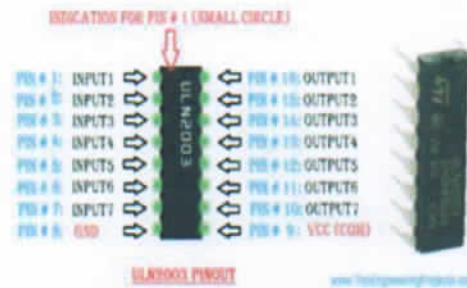 INDICATION FOR PIN # 1 (SMALL CIRCLE)
PIN # 1: INPUT1 PIN # 16: OUTPUT1
PIN # 2: INPUT2 PIN # 15: OUTPUT2
PIN # 3: INPUT3 PIN # 14: OUTPUT3
PIN # 4: INPUT4 PIN # 13: OUTPUT4
PIN # 5: INPUT5 PIN # 12: OUTPUT5
PIN # 6: INPUT6 PIN # 11: OUTPUT6
PIN # 7: INPUT7 PIN # 10: OUTPUT7
PIN # 8: GND PIN # 9: VCC (COM)
ULN2003
ULN2003 PINOUT
www.TheEngineeringProjects.com